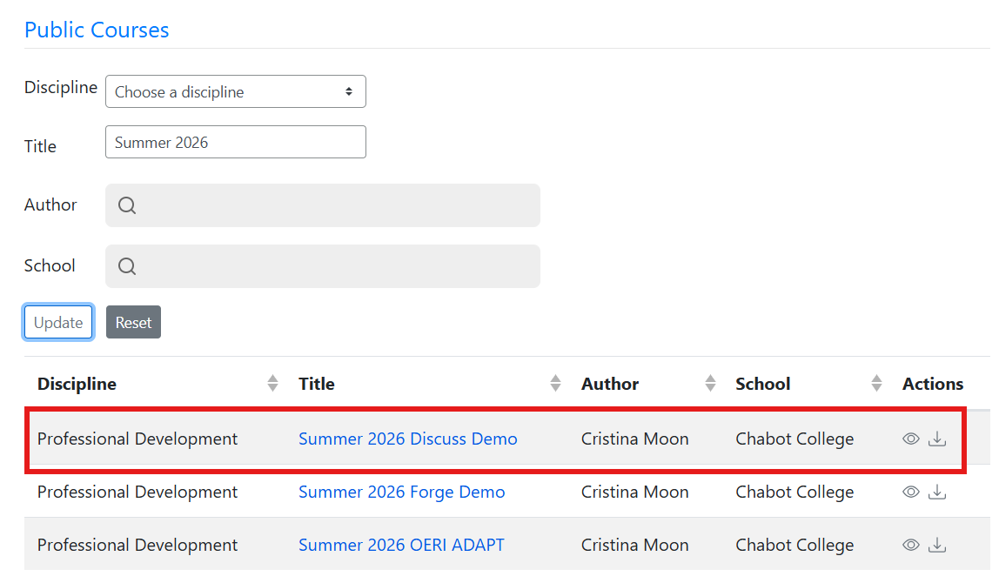 Public Courses
Discipline Choose a discipline
Title Summer 2026
Author
School
Update Reset
Discipline Title Author School Actions
Professional Development Summer 2026 Discuss Demo Cristina Moon Chabot College
Professional Development Summer 2026 Forge Demo Cristina Moon Chabot College
Professional Development Summer 2026 OERI ADAPT Cristina Moon Chabot College